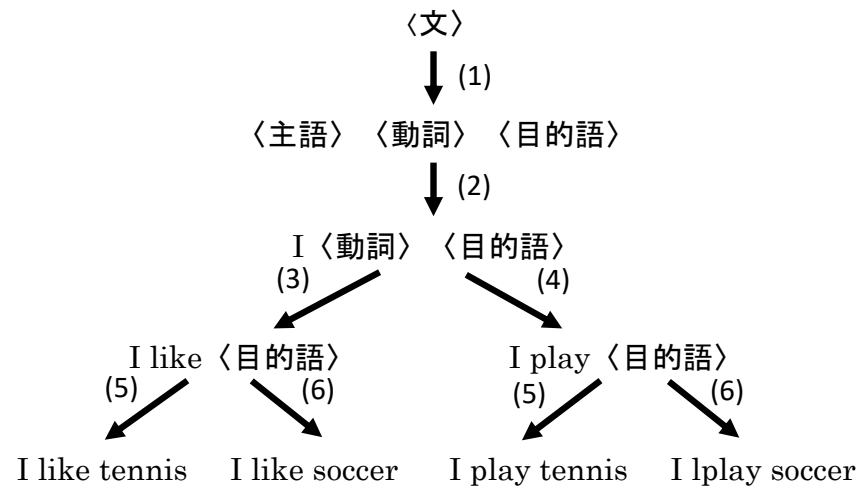 〈文〉
(1)
〈主語〉〈動詞〉〈目的語〉
(2)
I〈動詞〉〈目的語〉
(3) (4)
I like〈目的語〉 I play〈目的語〉
(5) (6) (5) (6)
I like tennis I like soccer I play tennis I lplay soccer